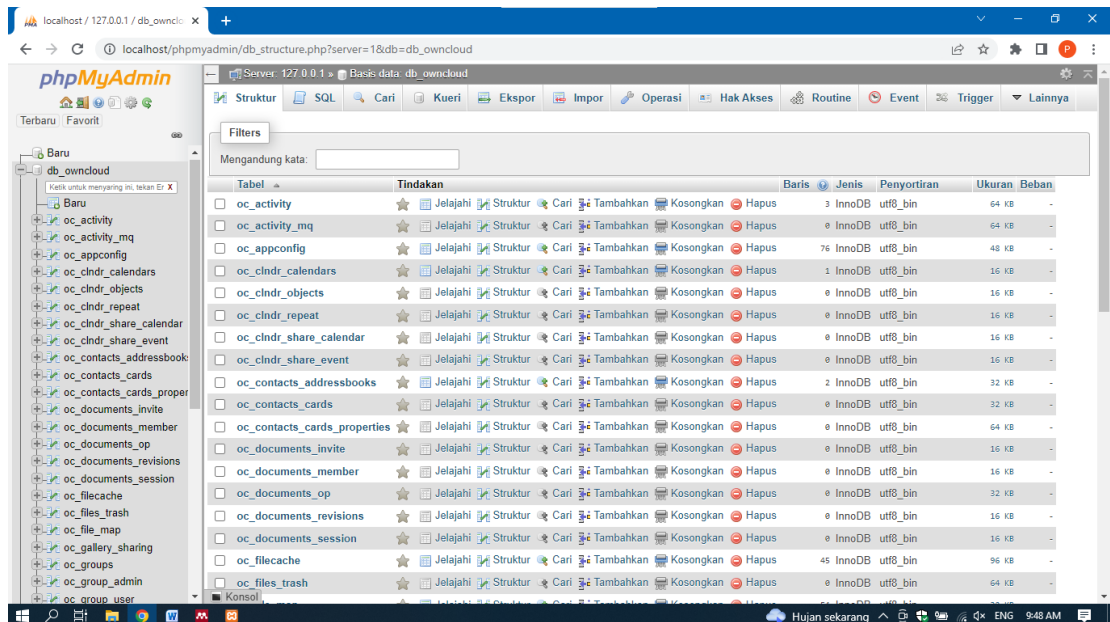 localhost / 127.0.0.1 / db_ownclo
localhost/phpmyadmin/db_structure.php?server=1&db=db_owncloud
P
phpMyAdmin
Terbaru Favorit
Baru
db_owncloud
Ketik untuk menyaring ini, tekan Er X
Baru
oc_activity
oc_activity_mq
oc_appconfig
oc_clndr_calendars
oc_clndr_objects
oc_clndr_repeat
oc_clndr_share_calendar
oc_clndr_share_event
oc_contacts_addressbook
oc_contacts_cards
oc_contacts_cards_proper
oc_documents_invite
oc_documents_member
oc_documents_op
oc_documents_revisions
oc_documents_session
oc_filecache
oc_files_trash
oc_file_map
oc_gallery_sharing
oc_groups
oc_group_admin
oc_group_user
Server: 127.0.0.1 » Basis data: db_owncloud
Struktur SQL Cari Kueri Ekspor Impor Operasi Hak Akses Routine Event Trigger Lainnya
Filters
Mengandung kata:
Tabel Tindakan Baris Jenis Penyortiran Ukuran Beban
oc_activity Jelajahi Struktur Cari Tambahkan Kosongkan Hapus 3 InnoDB utf8_bin 64 KB -
oc_activity_mq Jelajahi Struktur Cari Tambahkan Kosongkan Hapus 0 InnoDB utf8_bin 64 KB -
oc_appconfig Jelajahi Struktur Cari Tambahkan Kosongkan Hapus 76 InnoDB utf8_bin 48 KB -
oc_clndr_calendars Jelajahi Struktur Cari Tambahkan Kosongkan Hapus 1 InnoDB utf8_bin 16 KB -
oc_clndr_objects Jelajahi Struktur Cari Tambahkan Kosongkan Hapus 0 InnoDB utf8_bin 16 KB -
oc_clndr_repeat Jelajahi Struktur Cari Tambahkan Kosongkan Hapus 0 InnoDB utf8_bin 16 KB -
oc_clndr_share_calendar Jelajahi Struktur Cari Tambahkan Kosongkan Hapus 0 InnoDB utf8_bin 16 KB -
oc_clndr_share_event Jelajahi Struktur Cari Tambahkan Kosongkan Hapus 0 InnoDB utf8_bin 16 KB -
oc_contacts_addressbooks Jelajahi Struktur Cari Tambahkan Kosongkan Hapus 2 InnoDB utf8_bin 32 KB -
oc_contacts_cards Jelajahi Struktur Cari Tambahkan Kosongkan Hapus 0 InnoDB utf8_bin 32 KB -
oc_contacts_cards_properties Jelajahi Struktur Cari Tambahkan Kosongkan Hapus 0 InnoDB utf8_bin 64 KB -
oc_documents_invite Jelajahi Struktur Cari Tambahkan Kosongkan Hapus 0 InnoDB utf8_bin 16 KB -
oc_documents_member Jelajahi Struktur Cari Tambahkan Kosongkan Hapus 0 InnoDB utf8_bin 16 KB -
oc_documents_op Jelajahi Struktur Cari Tambahkan Kosongkan Hapus 0 InnoDB utf8_bin 32 KB -
oc_documents_revisions Jelajahi Struktur Cari Tambahkan Kosongkan Hapus 0 InnoDB utf8_bin 16 KB -
oc_documents_session Jelajahi Struktur Cari Tambahkan Kosongkan Hapus 0 InnoDB utf8_bin 16 KB -
oc_filecache Jelajahi Struktur Cari Tambahkan Kosongkan Hapus 45 InnoDB utf8_bin 96 KB -
oc_files_trash Jelajahi Struktur Cari Tambahkan Kosongkan Hapus 0 InnoDB utf8_bin 64 KB -
Konsol
Hujan sekarang ENG 9:48 AM